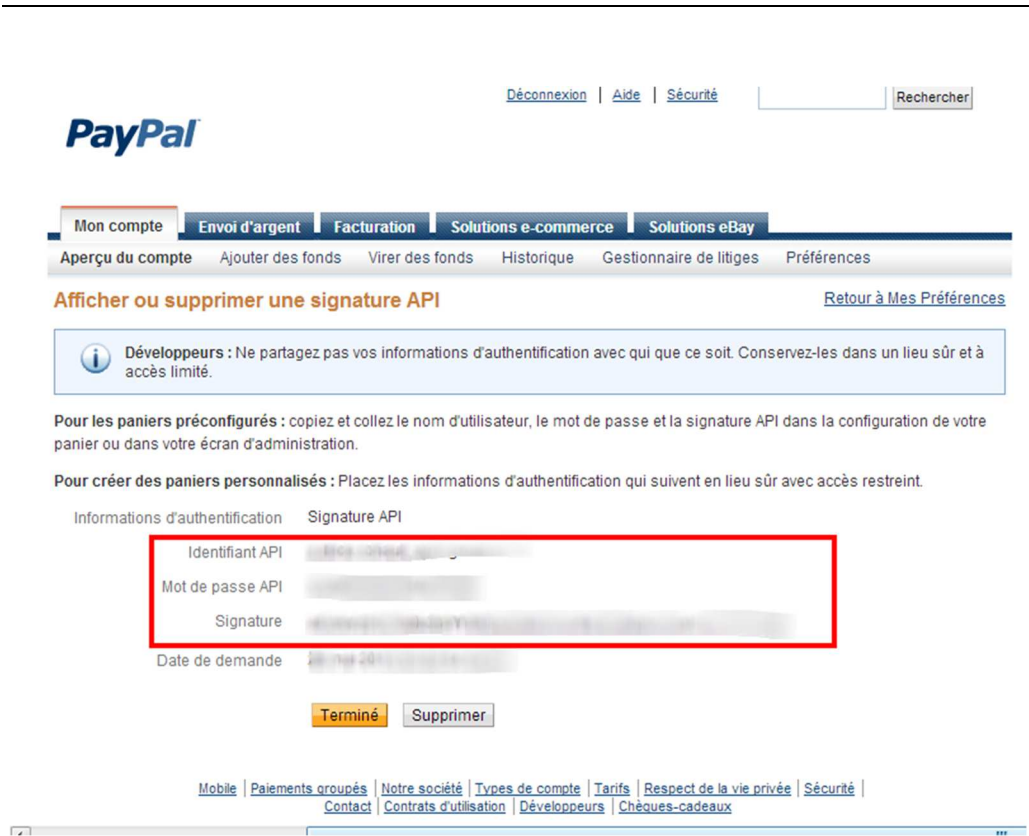 Déconnexion | Aide | Sécurité Rechercher
PayPal
Mon compte Envoi d'argent Facturation Solutions e-commerce Solutions eBay
Aperçu du compte Ajouter des fonds Virer des fonds Historique Gestionnaire de litiges Préférences
Afficher ou supprimer une signature API Retour à Mes Préférences
Développeurs : Ne partagez pas vos informations d'authentification avec qui que ce soit. Conservez-les dans un lieu sûr et à
accès limité.
Pour les paniers préconfigurés : copiez et collez le nom d'utilisateur, le mot de passe et la signature API dans la configuration de votre
panier ou dans votre écran d'administration.
Pour créer des paniers personnalisés : Placez les informations d'authentification qui suivent en lieu sûr avec accès restreint.
Informations d'authentification Signature API
Identifiant API
Mot de passe API
Signature
Date de demande
Terminé Supprimer
Mobile | Paiements groupés | Notre société | Types de compte | Tarifs | Respect de la vie privée | Sécurité |
Contact | Contrats d'utilisation | Développeurs | Chèques-cadeaux